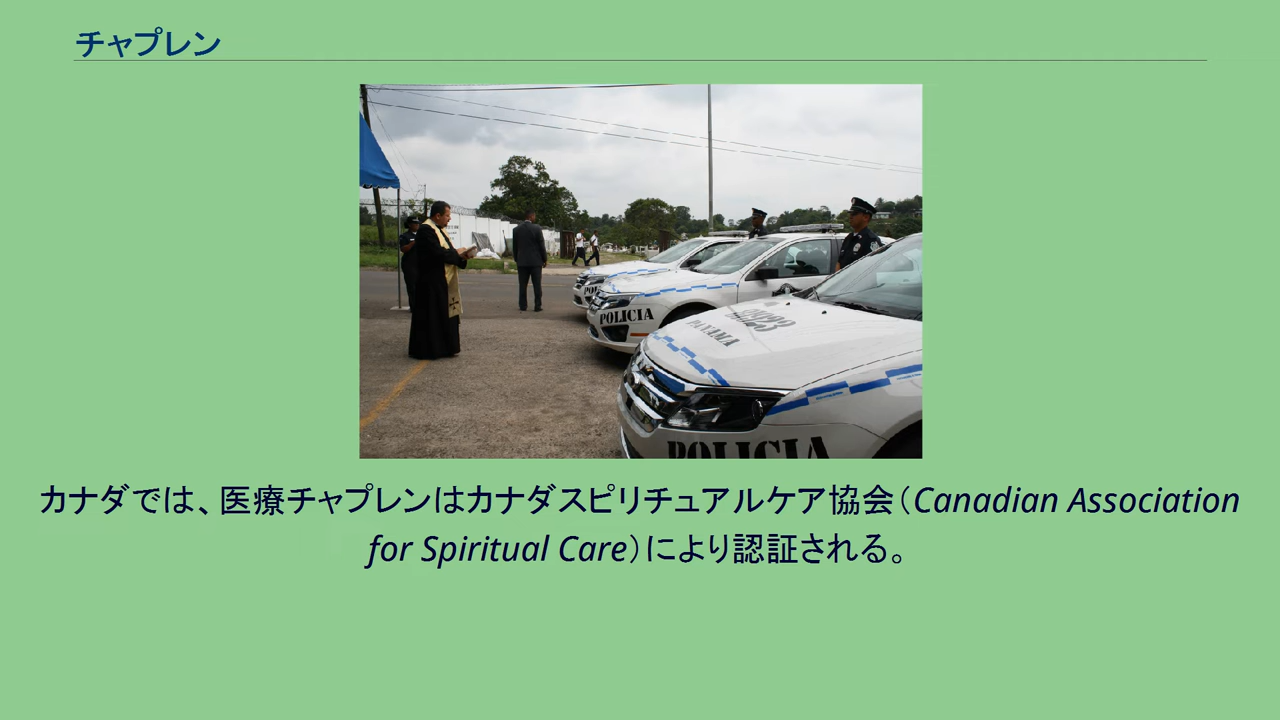 チャプレン
POLICIA
POLICIA
PANAMA
POLICIA
カナダでは、医療チャプレンはカナダスピリチュアルケア協会（Canadian Association
for Spiritual Care）により認証される。